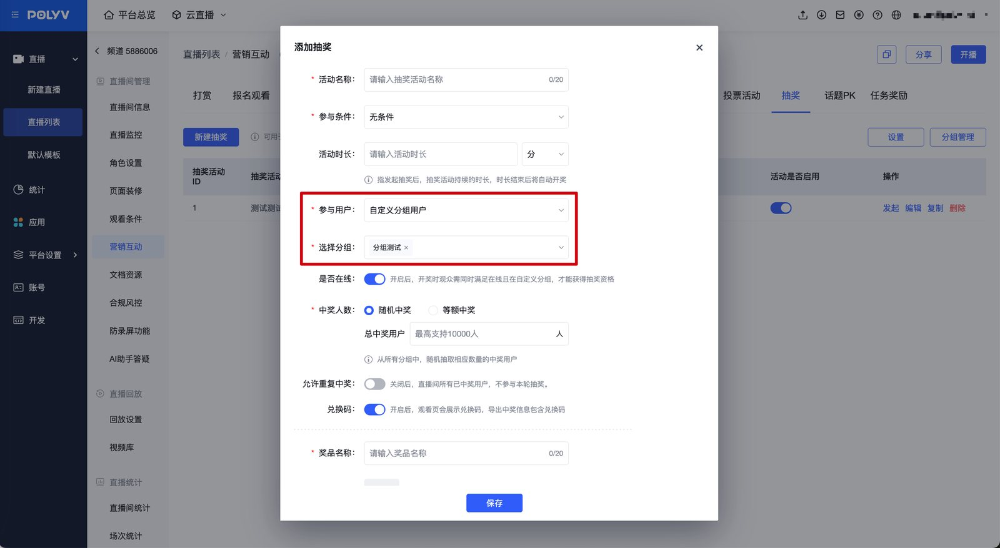 POLYV
平台总览
云直播
直播
新建直播
直播列表
默认模板
统计
应用
平台设置
账号
开发
频道 5886006
直播间管理
直播间信息
直播监控
角色设置
页面装修
观看条件
营销互动
文档资源
合规风控
防录屏功能
AI助手答疑
直播回放
回放设置
视频库
直播统计
直播间统计
场次统计
直播列表 / 营销互动
分享
开播
打赏
报名观看
投票活动
抽奖
话题PK
任务奖励
新建抽奖
可用于
设置
分组管理
抽奖活动
ID
抽奖活动
活动是否启用
操作
1
测试测试
发起 编辑 复制 删除
添加抽奖
* 活动名称: 请输入抽奖活动名称 0/20
* 参与条件: 无条件
活动时长: 请输入活动时长 分
指发起抽奖后，抽奖活动持续的时长，时长结束后将自动开奖
* 参与用户: 自定义分组用户
* 选择分组: 分组测试 ×
是否在线: 开启后，开奖时观众需同时满足在线且在自定义分组，才能获得抽奖资格
* 中奖人数: 随机中奖 等额中奖
总中奖用户 最高支持10000人 人
从所有分组中，随机抽取相应数量的中奖用户
允许重复中奖: 关闭后，直播间所有已中奖用户，不参与本轮抽奖。
兑换码: 开启后，观看页会展示兑换码，导出中奖信息包含兑换码
* 奖品名称: 请输入奖品名称 0/20
保存